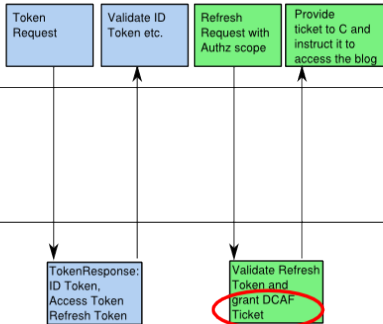 Token
Request
Validate ID
Token etc.
Refresh
Request with
Authz scope
Provide
ticket to C and
instruct it to
access the blog
TokenResponse:
ID Token,
Access Token
Refresh Token
Validate Refresh
Token and
grant DCAF
Ticket